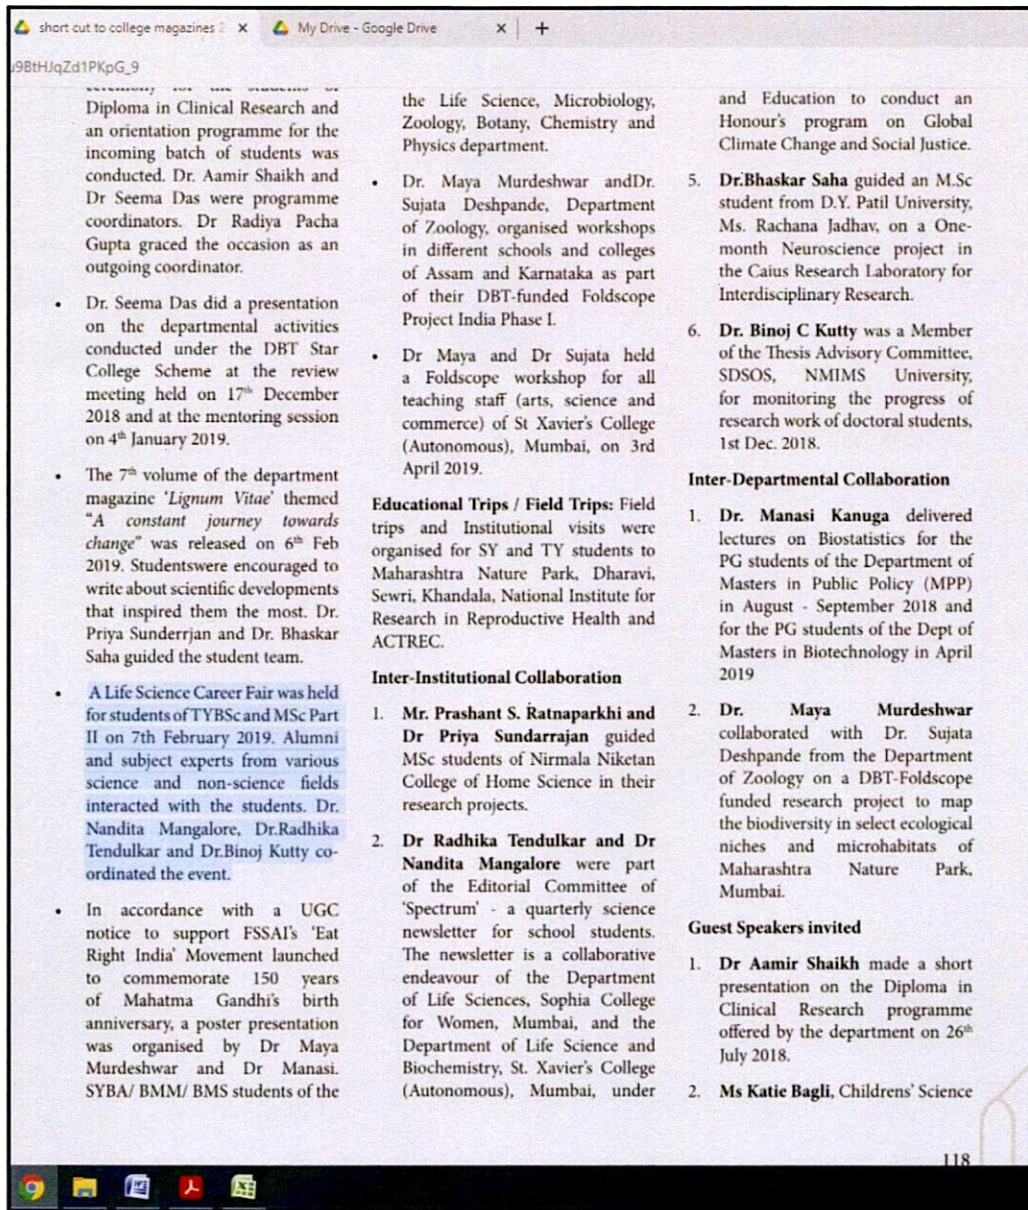 short cut to college magazines 2
My Drive - Google Drive
u9BtHJqZd1PKpG_9
ceremony for the students of
Diploma in Clinical Research and
an orientation programme for the
incoming batch of students was
conducted. Dr. Aamir Shaikh and
Dr Seema Das were programme
coordinators. Dr Radiya Pacha
Gupta graced the occasion as an
outgoing coordinator.
• Dr. Seema Das did a presentation
on the departmental activities
conducted under the DBT Star
College Scheme at the review
meeting held on 17th December
2018 and at the mentoring session
on 4th January 2019.
• The 7th volume of the department
magazine 'Lignum Vitae' themed
"A constant journey towards
change" was released on 6th Feb
2019. Studentswere encouraged to
write about scientific developments
that inspired them the most. Dr.
Priya Sunderrjan and Dr. Bhaskar
Saha guided the student team.
• A Life Science Career Fair was held
for students of TYBSc and MSc Part
II on 7th February 2019. Alumni
and subject experts from various
science and non-science fields
interacted with the students. Dr.
Nandita Mangalore, Dr.Radhika
Tendulkar and Dr.Binoj Kutty co-
ordinated the event.
• In accordance with a UGC
notice to support FSSAI's 'Eat
Right India' Movement launched
to commemorate 150 years
of Mahatma Gandhi's birth
anniversary, a poster presentation
was organised by Dr Maya
Murdeshwar and Dr Manasi.
SYBA/ BMM/ BMS students of the
the Life Science, Microbiology,
Zoology, Botany, Chemistry and
Physics department.
• Dr. Maya Murdeshwar andDr.
Sujata Deshpande, Department
of Zoology, organised workshops
in different schools and colleges
of Assam and Karnataka as part
of their DBT-funded Foldscope
Project India Phase I.
• Dr Maya and Dr Sujata held
a Foldscope workshop for all
teaching staff (arts, science and
commerce) of St Xavier's College
(Autonomous), Mumbai, on 3rd
April 2019.
Educational Trips / Field Trips: Field
trips and Institutional visits were
organised for SY and TY students to
Maharashtra Nature Park, Dharavi,
Sewri, Khandala, National Institute for
Research in Reproductive Health and
ACTREC.
Inter-Institutional Collaboration
1. Mr. Prashant S. Ratnaparkhi and
Dr Priya Sundarrajan guided
MSc students of Nirmala Niketan
College of Home Science in their
research projects.
2. Dr Radhika Tendulkar and Dr
Nandita Mangalore were part
of the Editorial Committee of
'Spectrum' - a quarterly science
newsletter for school students.
The newsletter is a collaborative
endeavour of the Department
of Life Sciences, Sophia College
for Women, Mumbai, and the
Department of Life Science and
Biochemistry, St. Xavier's College
(Autonomous), Mumbai, under
and Education to conduct an
Honour's program on Global
Climate Change and Social Justice.
5. Dr.Bhaskar Saha guided an M.Sc
student from D.Y. Patil University,
Ms. Rachana Jadhav, on a One-
month Neuroscience project in
the Caius Research Laboratory for
Interdisciplinary Research.
6. Dr. Binoj C Kutty was a Member
of the Thesis Advisory Committee,
SDSOS, NMIMS University,
for monitoring the progress of
research work of doctoral students,
1st Dec. 2018.
Inter-Departmental Collaboration
1. Dr. Manasi Kanuga delivered
lectures on Biostatistics for the
PG students of the Department of
Masters in Public Policy (MPP)
in August - September 2018 and
for the PG students of the Dept of
Masters in Biotechnology in April
2019
2. Dr. Maya Murdeshwar
collaborated with Dr. Sujata
Deshpande from the Department
of Zoology on a DBT-Foldscope
funded research project to map
the biodiversity in select ecological
niches and microhabitats of
Maharashtra Nature Park,
Mumbai.
Guest Speakers invited
1. Dr Aamir Shaikh made a short
presentation on the Diploma in
Clinical Research programme
offered by the department on 26th
July 2018.
2. Ms Katie Bagli, Childrens' Science
118